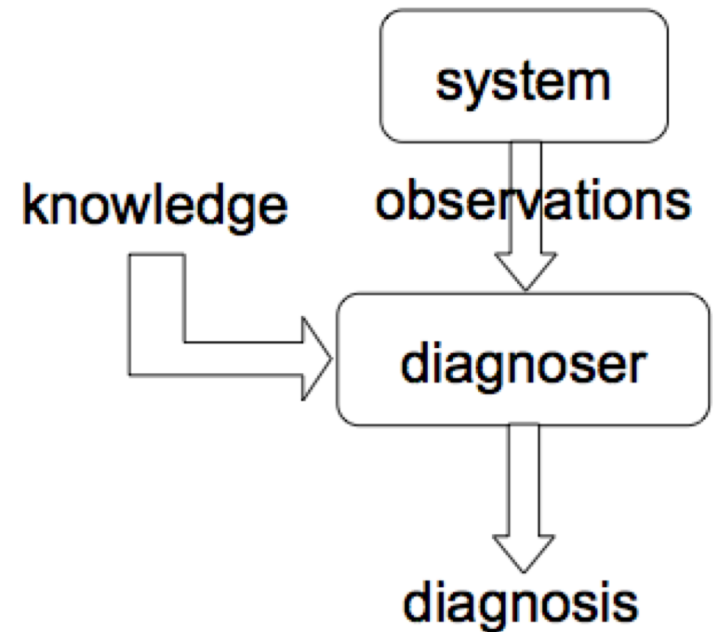 system
knowledge
observations
diagnoser
diagnosis